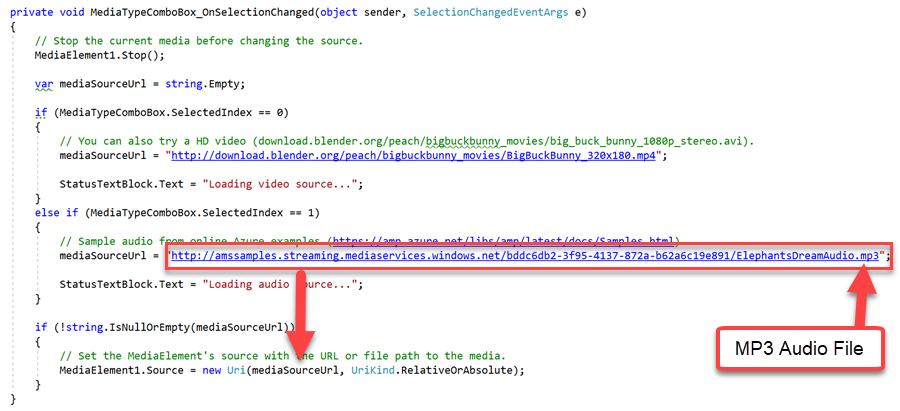 private void MediaTypeComboBox_OnSelectionChanged(object sender, SelectionChangedEventArgs e)
{
// Stop the current media before changing the source.
MediaElement1.Stop();
var mediaSourceUrl = string.Empty;
if (MediaTypeComboBox.SelectedIndex == 0)
{
// You can also try a HD video (download.blender.org/peach/bigbuckbunny_movies/big_buck_bunny_1080p_stereo.avi).
mediaSourceUrl = "http://download.blender.org/peach/bigbuckbunny_movies/BigBuckBunny_320x180.mp4";
StatusTextBlock.Text = "Loading video source...";
}
else if (MediaTypeComboBox.SelectedIndex == 1)
{
// Sample audio from online Azure examples (https://amp.azure.net/libs/amp/latest/docs/Samples.html)
mediaSourceUrl = "http://amssamples.streaming.mediaservices.windows.net/bddc6db2-3f95-4137-872a-b62a6c19e891/ElephantsDreamAudio.mp3";
StatusTextBlock.Text = "Loading audio source...";
}
if (!string.IsNullOrEmpty(mediaSourceUrl))
{
// Set the MediaElement's source with the URL or file path to the media.
MediaElement1.Source = new Uri(mediaSourceUrl, UriKind.RelativeOrAbsolute);
}
}
MP3 Audio File